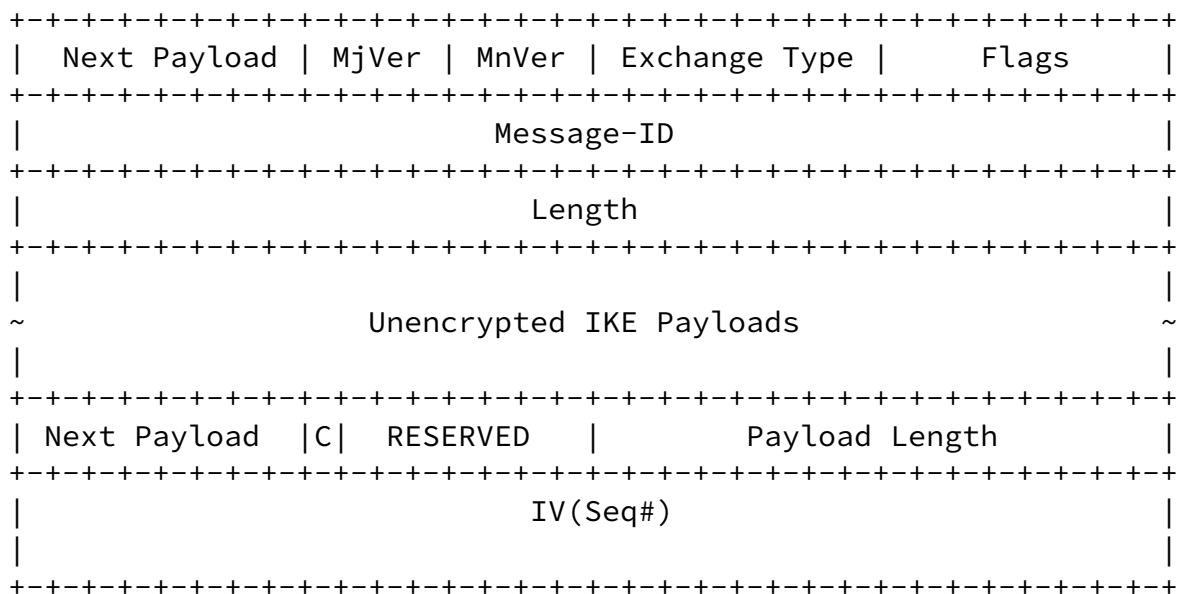 +-+-+-+-+-+-+-+-+-+-+-+-+-+-+-+-+-+-+-+-+-+-+-+-+-+-+-+-+-+-+-+-+
|  Next Payload | MjVer | MnVer | Exchange Type |     Flags     |
+-+-+-+-+-+-+-+-+-+-+-+-+-+-+-+-+-+-+-+-+-+-+-+-+-+-+-+-+-+-+-+-+
|                          Message-ID                           |
+-+-+-+-+-+-+-+-+-+-+-+-+-+-+-+-+-+-+-+-+-+-+-+-+-+-+-+-+-+-+-+-+
|                            Length                             |
+-+-+-+-+-+-+-+-+-+-+-+-+-+-+-+-+-+-+-+-+-+-+-+-+-+-+-+-+-+-+-+-+
|                                                               |
~                   Unencrypted IKE Payloads                    ~
|                                                               |
+-+-+-+-+-+-+-+-+-+-+-+-+-+-+-+-+-+-+-+-+-+-+-+-+-+-+-+-+-+-+-+-+
| Next Payload  |C|  RESERVED   |        Payload Length         |
+-+-+-+-+-+-+-+-+-+-+-+-+-+-+-+-+-+-+-+-+-+-+-+-+-+-+-+-+-+-+-+-+
|                            IV(Seq#)                           |
|                                                               |
+-+-+-+-+-+-+-+-+-+-+-+-+-+-+-+-+-+-+-+-+-+-+-+-+-+-+-+-+-+-+-+-+